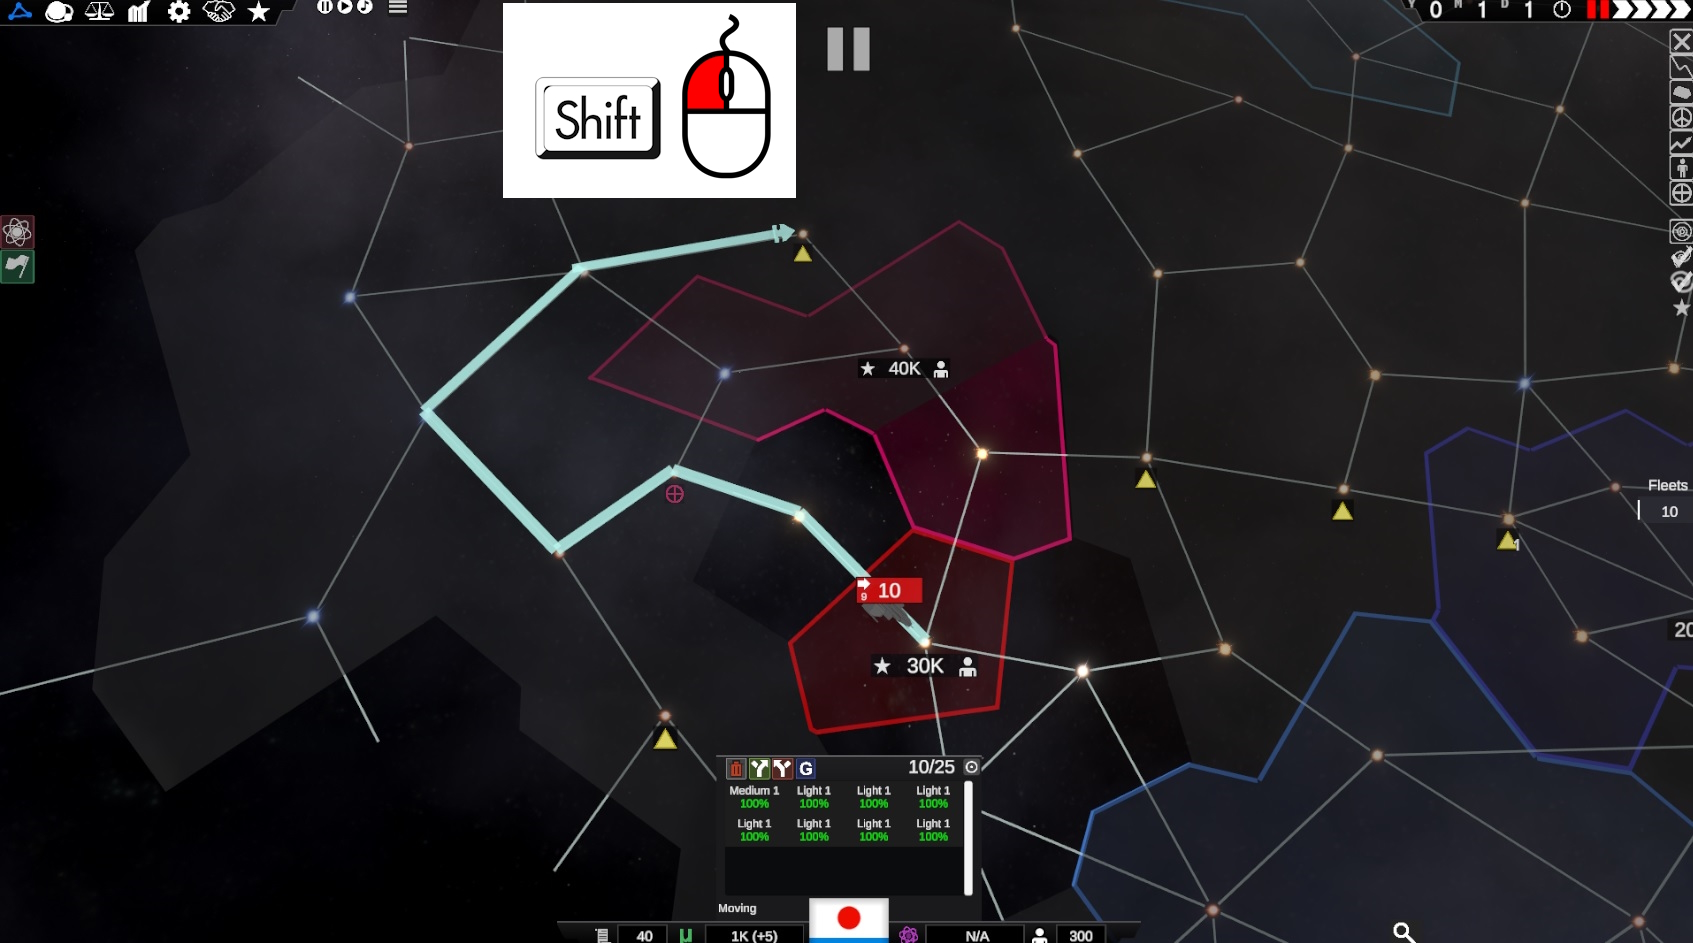 Y 0 M 1 D 1
Shift
40K
Fleets
10
10
9
30K
20
1
10/25
G
Medium 1 Light 1 Light 1 Light 1
100% 100% 100% 100%
Light 1 Light 1 Light 1 Light 1
100% 100% 100% 100%
Moving
40 1K (+5) N/A 300